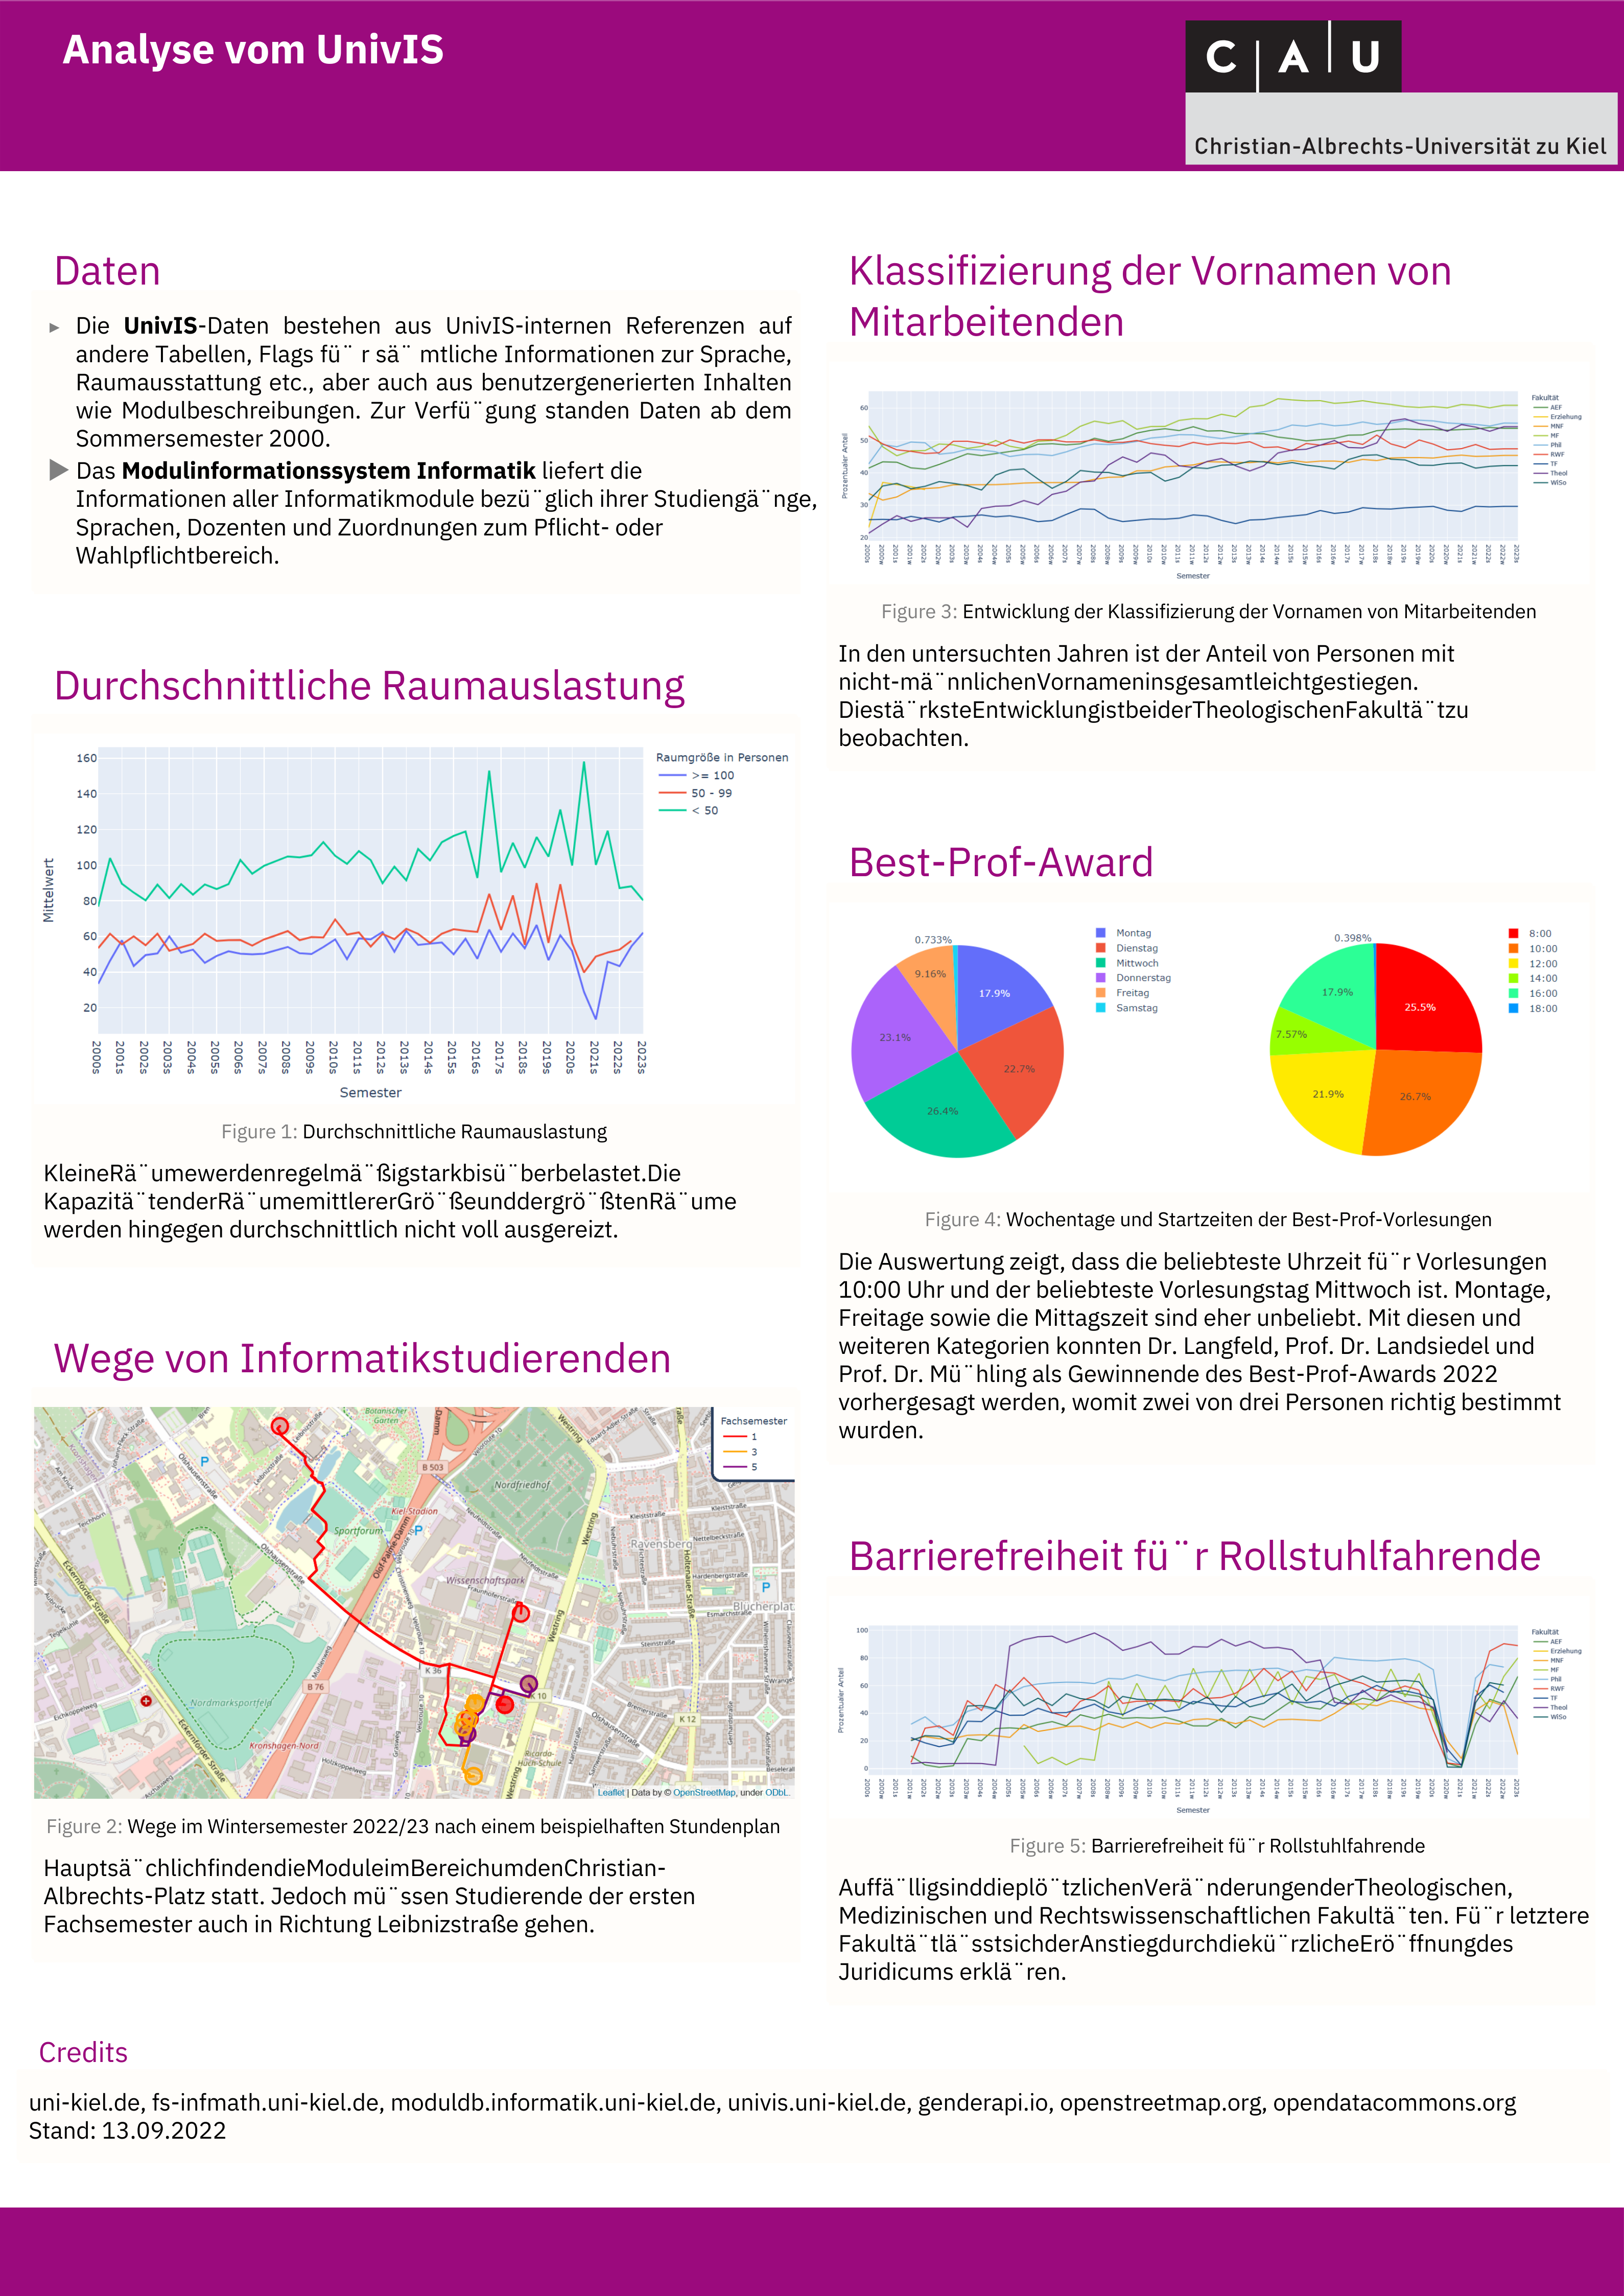 Analyse vom UnivIS
C A U
Christian-Albrechts-Universität zu Kiel
Daten
Die UnivIS-Daten bestehen aus UnivIS-internen Referenzen auf
andere Tabellen, Flags fü¨ r sä¨ mtliche Informationen zur Sprache,
Raumausstattung etc., aber auch aus benutzergenerierten Inhalten
wie Modulbeschreibungen. Zur Verfü¨gung standen Daten ab dem
Sommersemester 2000.
Das Modulinformationssystem Informatik liefert die
Informationen aller Informatikmodule bezü¨glich ihrer Studiengä¨nge,
Sprachen, Dozenten und Zuordnungen zum Pflicht- oder
Wahlpflichtbereich.
Durchschnittliche Raumauslastung
Raumgröße in Personen
>= 100
50 - 99
< 50
Mittelwert
160
140
120
100
80
60
40
20
2000s 2001s 2002s 2003s 2004s 2005s 2006s 2007s 2008s 2009s 2010s 2011s 2012s 2013s 2014s 2015s 2016s 2017s 2018s 2019s 2020s 2021s 2022s 2023s
Semester
Figure 1: Durchschnittliche Raumauslastung
KleineRä¨umewerdenregelmä¨ßigstarkbisü¨berbelastet.Die
Kapazitä¨tenderRä¨umemittlererGrö¨ßeunddergrö¨ßtenRä¨ume
werden hingegen durchschnittlich nicht voll ausgereizt.
Wege von Informatikstudierenden
Fachsemester
1
3
5
Botanischer
Garten
B 503
Nordfriedhof
Kiel-Stadion
Sportforum
Olof-Palme-Damm
Westring
Ravensberg
Wissenschaftspark
Blücherplat
Olshausenstraße
Eckernförder Straße
K 36
K 10
K 12
B 76
Nordmarksportfeld
Kronshagen-Nord
Ricarda-
Huch-Schule
Leaflet | Data by © OpenStreetMap, under ODbL.
Figure 2: Wege im Wintersemester 2022/23 nach einem beispielhaften Stundenplan
Hauptsä¨chlichfindendieModuleimBereichumdenChristian-
Albrechts-Platz statt. Jedoch mü¨ssen Studierende der ersten
Fachsemester auch in Richtung Leibnizstraße gehen.
Klassifizierung der Vornamen von
Mitarbeitenden
Prozentualer Anteil
60
50
40
30
20
Semester
Fakultät
AEF
Erziehung
MNF
MF
Phil
RWF
TF
Theol
WiSo
Figure 3: Entwicklung der Klassifizierung der Vornamen von Mitarbeitenden
In den untersuchten Jahren ist der Anteil von Personen mit
nicht-mä¨nnlichenVornameninsgesamtleichtgestiegen.
Diestä¨rksteEntwicklungistbeiderTheologischenFakultä¨tzu
beobachten.
Best-Prof-Award
0.733%
9.16%
17.9%
23.1%
22.7%
26.4%
Montag
Dienstag
Mittwoch
Donnerstag
Freitag
Samstag
0.398%
17.9%
25.5%
7.57%
21.9%
26.7%
8:00
10:00
12:00
14:00
16:00
18:00
Figure 4: Wochentage und Startzeiten der Best-Prof-Vorlesungen
Die Auswertung zeigt, dass die beliebteste Uhrzeit fü¨r Vorlesungen
10:00 Uhr und der beliebteste Vorlesungstag Mittwoch ist. Montage,
Freitage sowie die Mittagszeit sind eher unbeliebt. Mit diesen und
weiteren Kategorien konnten Dr. Langfeld, Prof. Dr. Landsiedel und
Prof. Dr. Mü¨hling als Gewinnende des Best-Prof-Awards 2022
vorhergesagt werden, womit zwei von drei Personen richtig bestimmt
wurden.
Barrierefreiheit fü¨r Rollstuhlfahrende
Prozentualer Anteil
100
80
60
40
20
0
Semester
Fakultät
AEF
Erziehung
MNF
MF
Phil
RWF
TF
Theol
WiSo
Figure 5: Barrierefreiheit fü¨r Rollstuhlfahrende
Auffä¨lligsinddieplö¨tzlichenVerä¨nderungenderTheologischen,
Medizinischen und Rechtswissenschaftlichen Fakultä¨ten. Fü¨r letztere
Fakultä¨tlä¨sstsichderAnstiegdurchdiekü¨rzlicheErö¨ffnungdes
Juridicums erklä¨ren.
Credits
uni-kiel.de, fs-infmath.uni-kiel.de, moduldb.informatik.uni-kiel.de, univis.uni-kiel.de, genderapi.io, openstreetmap.org, opendatacommons.org
Stand: 13.09.2022